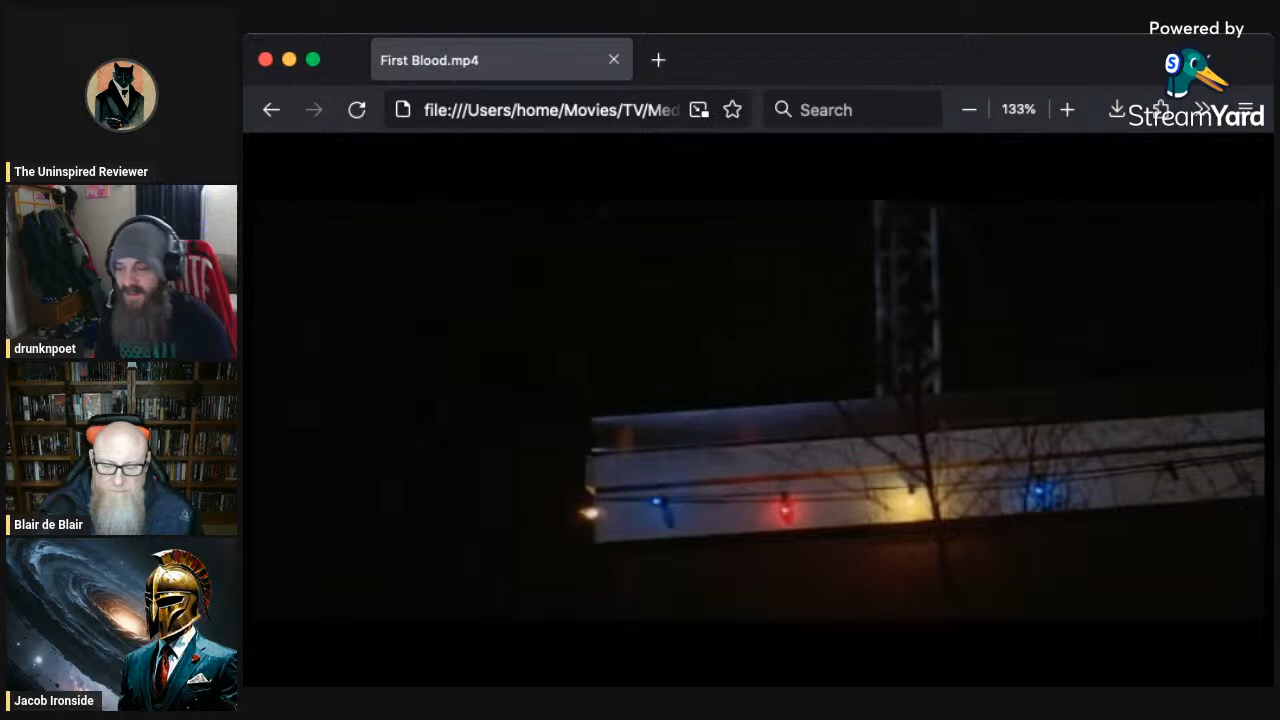 Powered by
StreamYard
First Blood.mp4
file:///Users/home/Movies/TV/Med
Search
133%
The Uninspired Reviewer
drunknpoet
Blair de Blair
Jacob Ironside